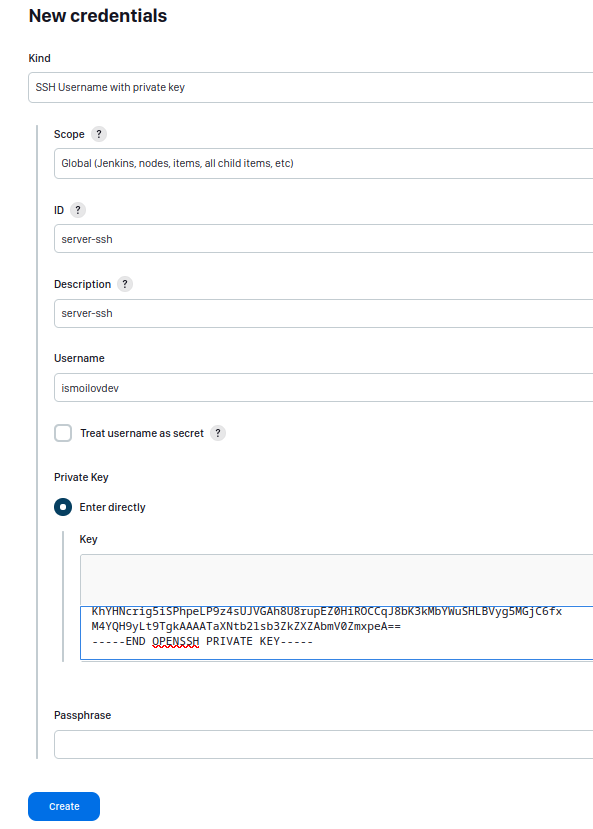 New credentials
Kind
SSH Username with private key
Scope ?
Global (Jenkins, nodes, items, all child items, etc)
ID ?
server-ssh
Description ?
server-ssh
Username
ismoilovdev
Treat username as secret ?
Private Key
Enter directly
Key
KhYHNcrig5iSPhpeLP9z4sUJVGAh8U8rupEZ0HiROCCqJ8bK3kMbYWuSHLBVyg5MGjC6fx
M4YQH9yLt9TgkAAAATaXNtb2lsb3ZkZXZAbmV0ZmxpeA==
-----END OPENSSH PRIVATE KEY-----
Passphrase
Create